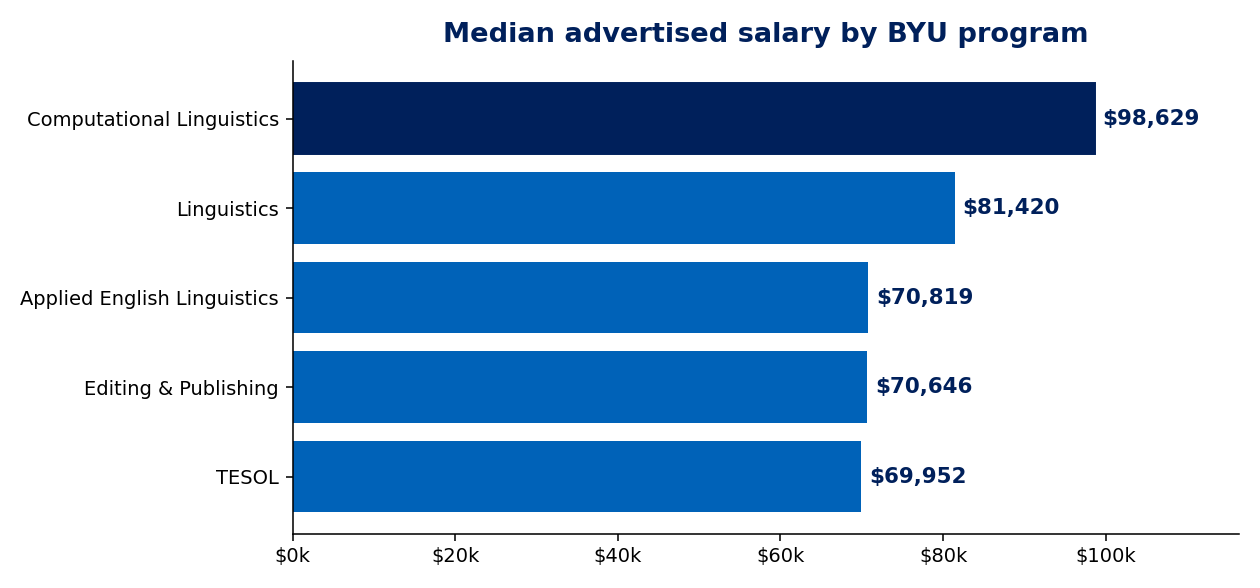 Median advertised salary by BYU program
Computational Linguistics
$98,629
Linguistics
$81,420
Applied English Linguistics
$70,819
Editing & Publishing
$70,646
TESOL
$69,952
$0k $20k $40k $60k $80k $100k